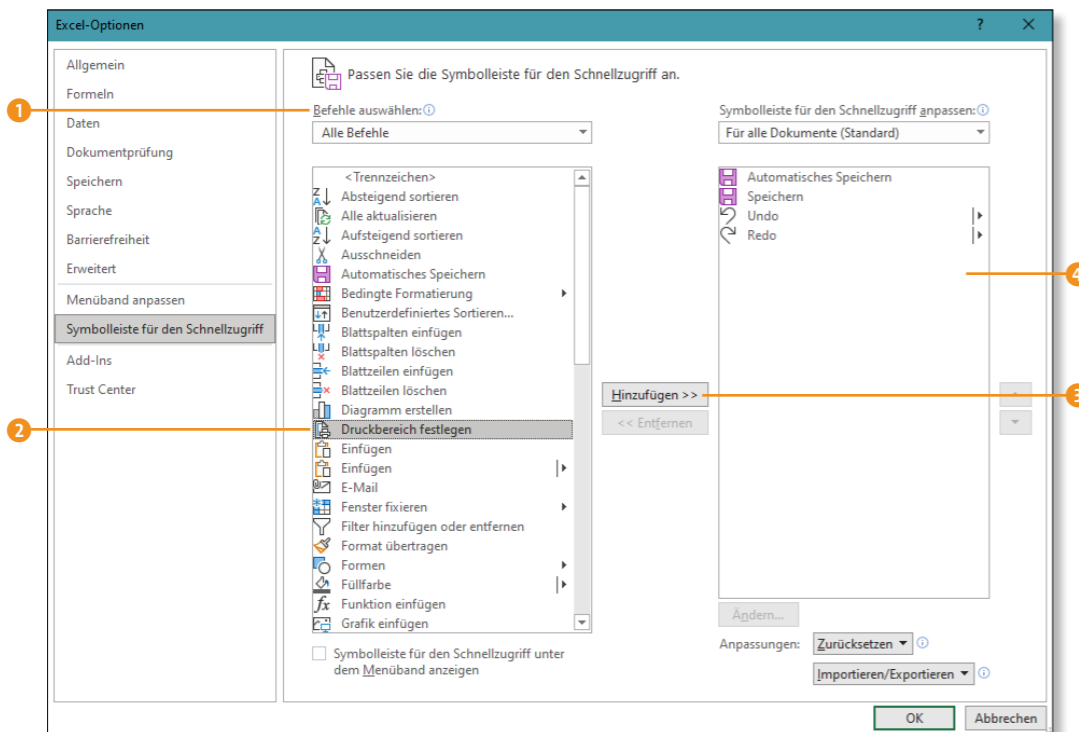 Excel-Optionen ? ×
Allgemein
Formeln
Daten
Dokumentprüfung
Speichern
Sprache
Barrierefreiheit
Erweitert
Menüband anpassen
Symbolleiste für den Schnellzugriff
Add-Ins
Trust Center
Passen Sie die Symbolleiste für den Schnellzugriff an.
1
Befehle auswählen:
Alle Befehle
<Trennzeichen>
Absteigend sortieren
Alle aktualisieren
Aufsteigend sortieren
Ausschneiden
Automatisches Speichern
Bedingte Formatierung
Benutzerdefiniertes Sortieren...
Blattspalten einfügen
Blattspalten löschen
Blattzeilen einfügen
Blattzeilen löschen
Diagramm erstellen
2
Druckbereich festlegen
Einfügen
Einfügen
E-Mail
Fenster fixieren
Filter hinzufügen oder entfernen
Format übertragen
Formen
Füllfarbe
Funktion einfügen
Grafik einfügen
Symbolleiste für den Schnellzugriff unter
dem Menüband anzeigen
Hinzufügen >>
3
<< Entfernen
Symbolleiste für den Schnellzugriff anpassen:
Für alle Dokumente (Standard)
Automatisches Speichern
Speichern
Undo
Redo
4
Ändern...
Anpassungen: Zurücksetzen
Importieren/Exportieren
OK Abbrechen